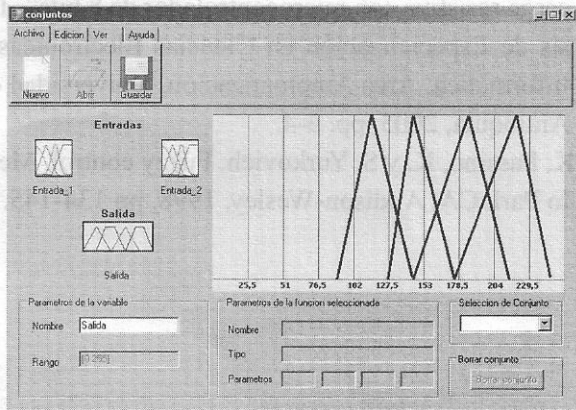 conjuntos
Archivo Edicion Ver Ayuda
Nuevo Abrir Guardar
Entradas
Entrada_1 Entrada_2
Salida
Salida
25,5 51 76,5 102 127,5 153 178,5 204 229,5
Parametros de la variable
Nombre Salida
Rango [0 255]
Parametros de la funcion seleccionada
Nombre
Tipo
Parametros
Seleccion de Conjunto
Borrar conjunto
Borrar conjunto